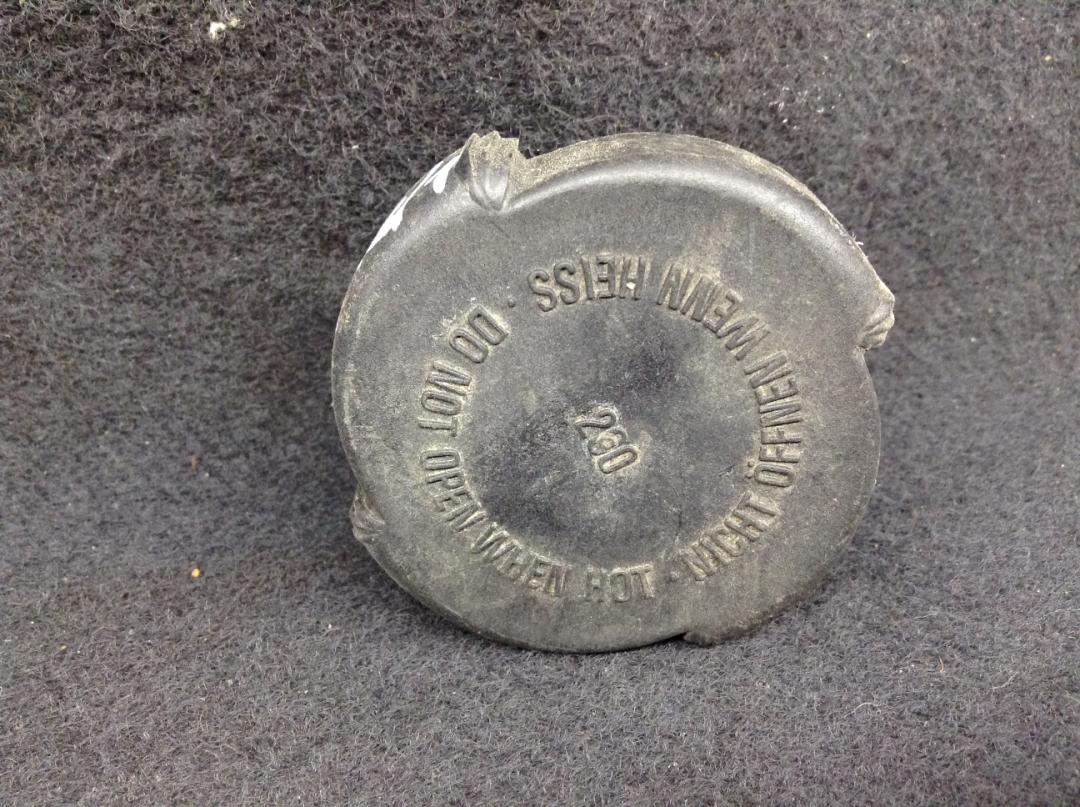 DO NOT OPEN WHEN HOT · NICHT ÖFFNEN WENN HEISS ·
230